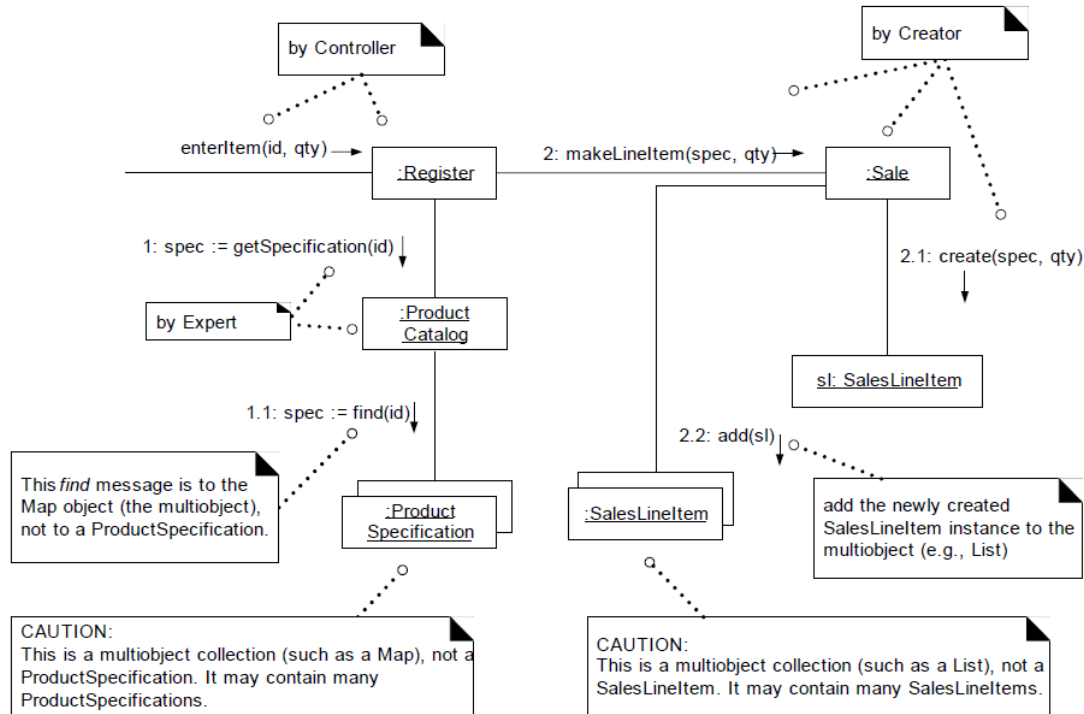 by Controller
by Creator
enterItem(id, qty)
2: makeLineItem(spec, qty)
:Register
:Sale
1: spec := getSpecification(id)
2.1: create(spec, qty)
by Expert
:Product
Catalog
sl: SalesLineItem
1.1: spec := find(id)
2.2: add(sl)
This find message is to the
Map object (the multiobject),
not to a ProductSpecification.
:Product
Specification
:SalesLineItem
add the newly created
SalesLineItem instance to the
multiobject (e.g., List)
CAUTION:
This is a multiobject collection (such as a Map), not a
ProductSpecification. It may contain many
ProductSpecifications.
CAUTION:
This is a multiobject collection (such as a List), not a
SalesLineItem. It may contain many SalesLineItems.